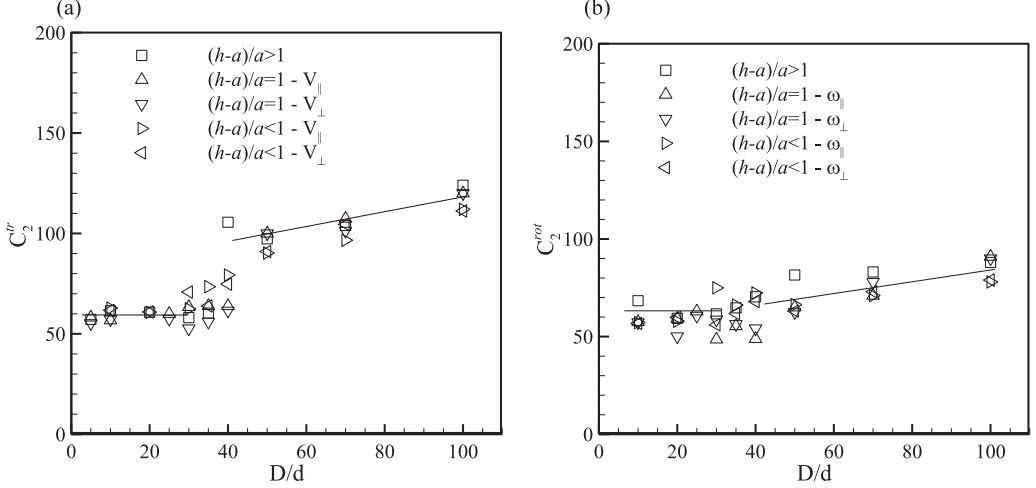 (a)
200
(h-a)/a>1
(h-a)/a=1 - V∥
(h-a)/a=1 - V⊥
(h-a)/a<1 - V∥
(h-a)/a<1 - V⊥
150
C₂ᵗʳ
100
50
0
0 20 40 60 80 100
D/d
(b)
200
(h-a)/a>1
(h-a)/a=1 - ω∥
(h-a)/a=1 - ω⊥
(h-a)/a<1 - ω∥
(h-a)/a<1 - ω⊥
150
C₂ʳᵒᵗ
100
50
0
0 20 40 60 80 100
D/d